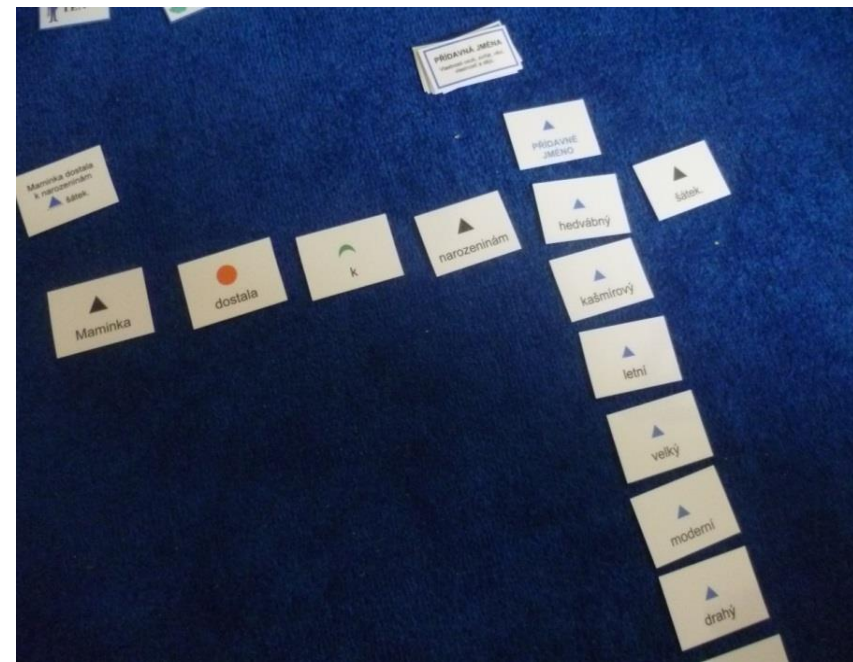 PŘÍDAVNÁ JMÉNA
PŘÍDAVNÉ
JMÉNO
Maminka dostala
k narozeninám
šátek.
Maminka
dostala
k
narozeninám
hedvábný
šátek.
kašmírový
letní
velký
moderní
drahý